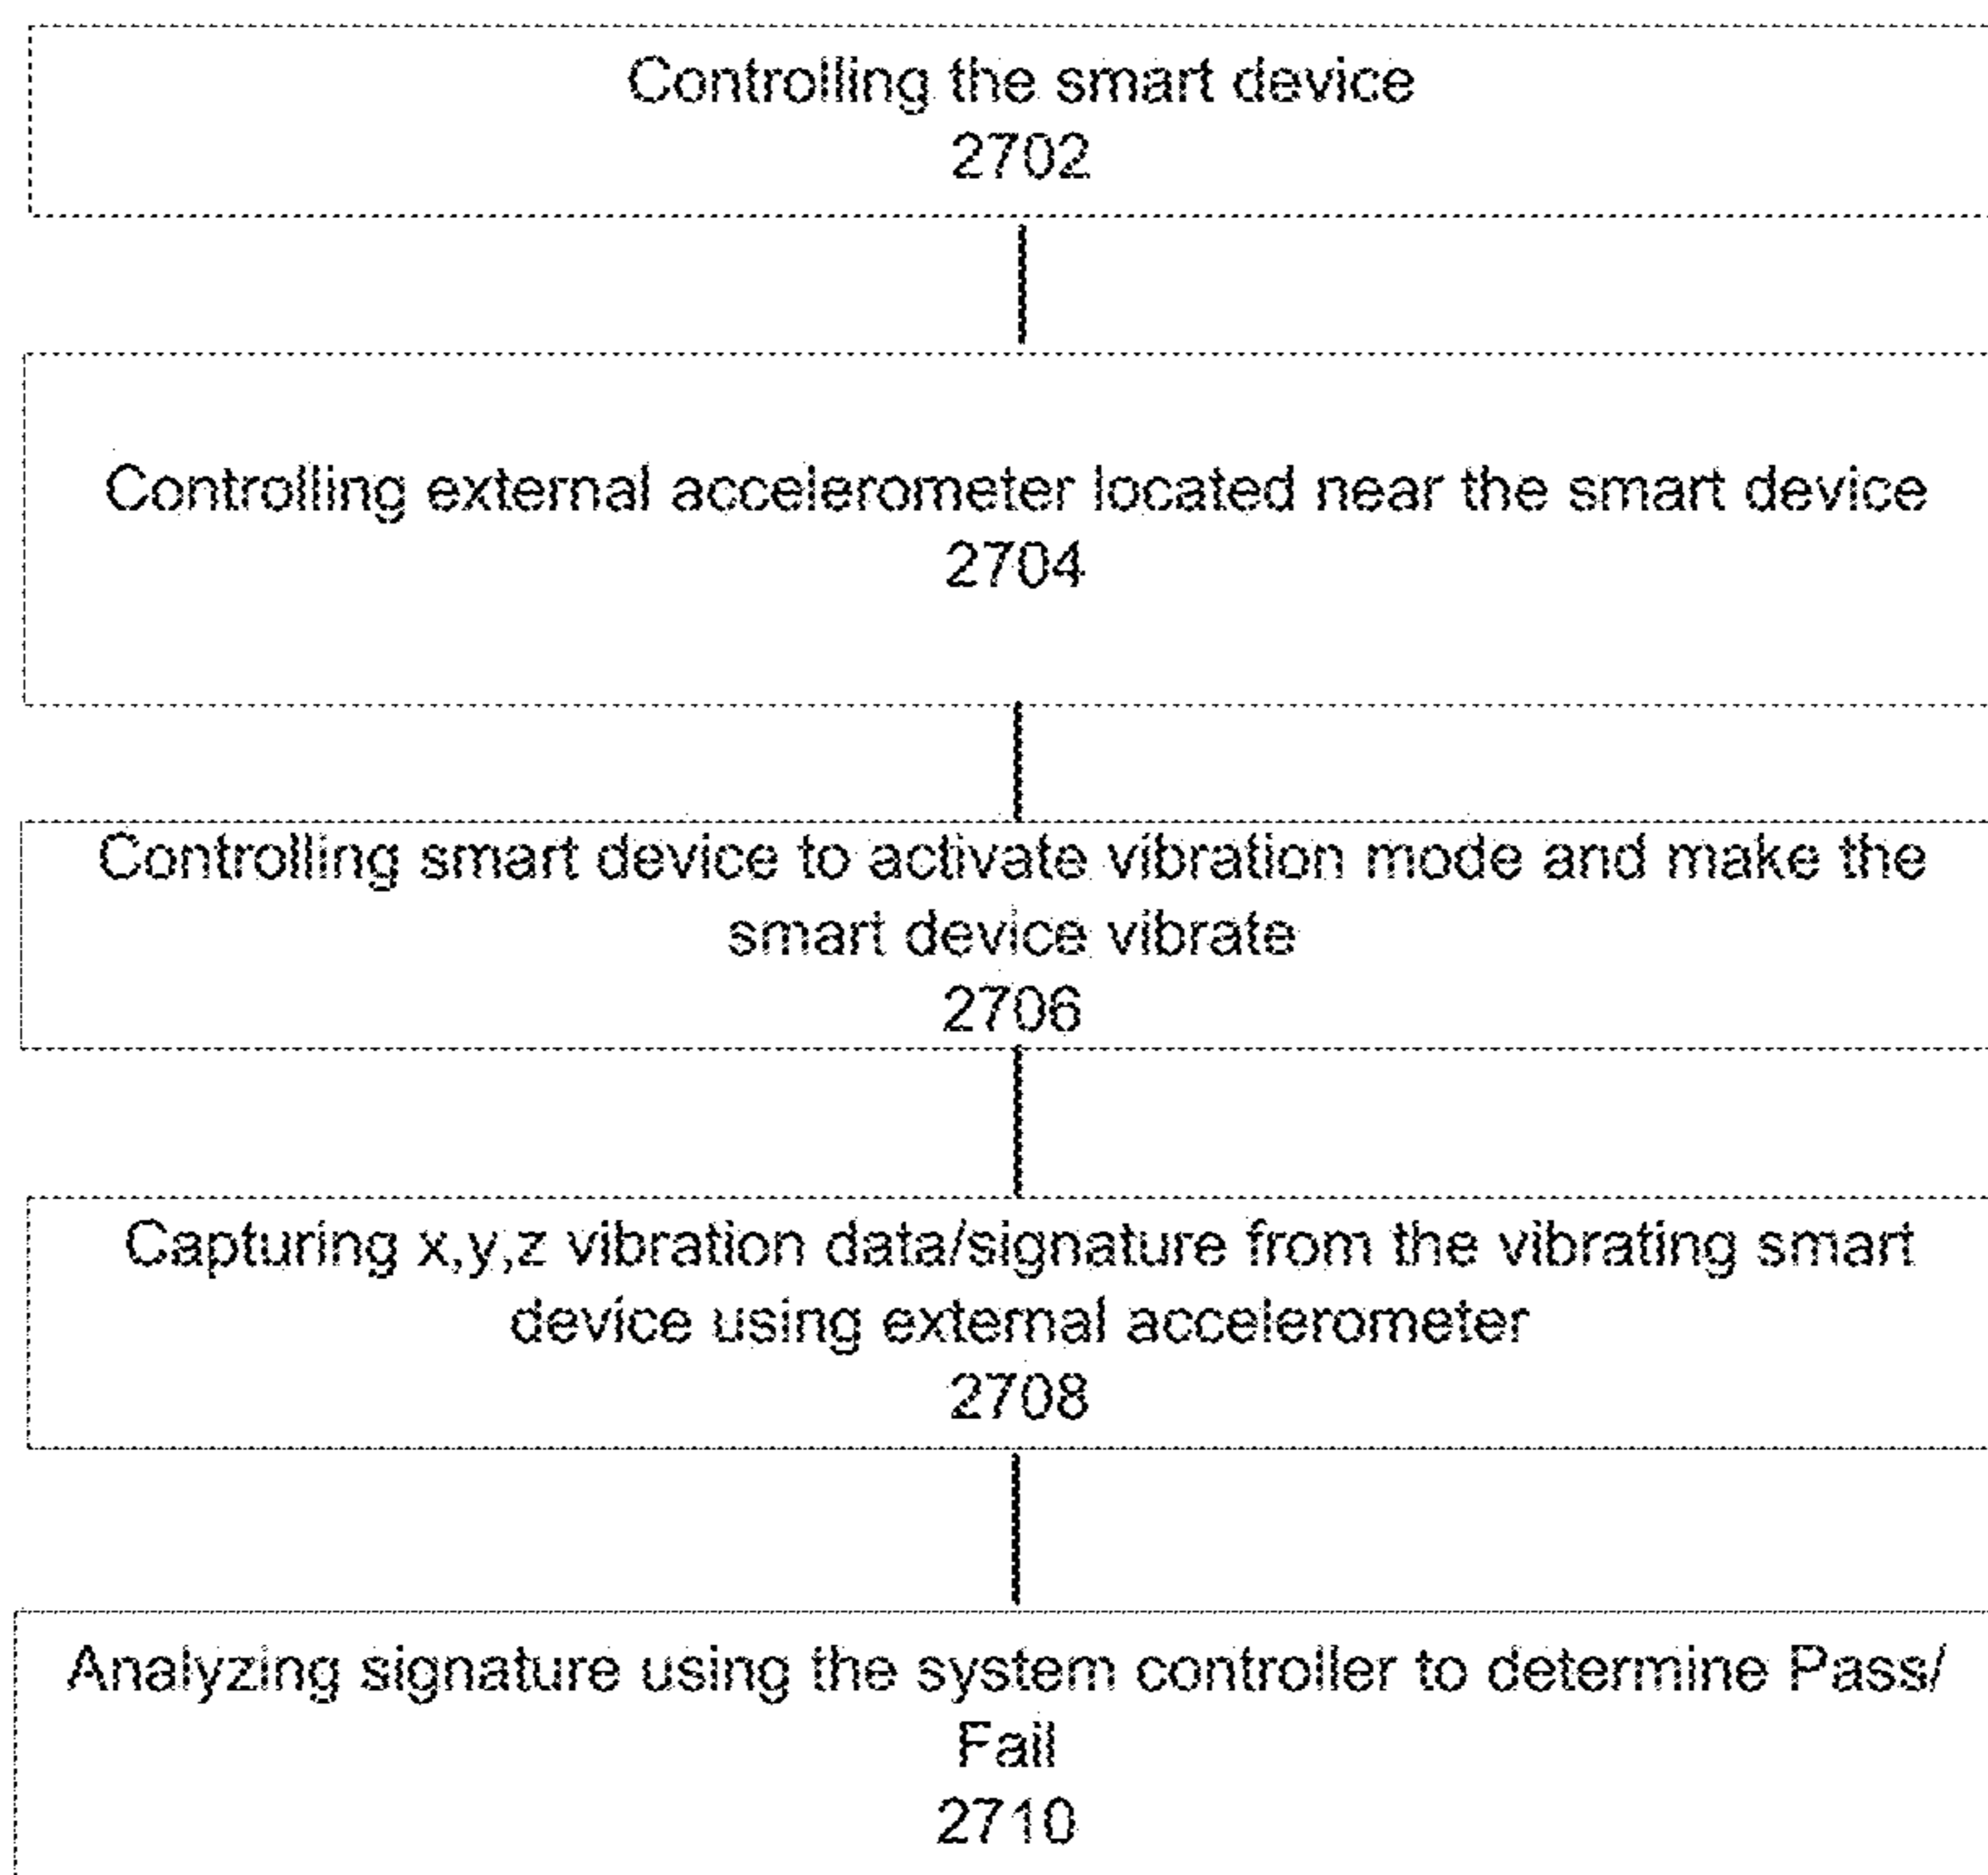 Controlling the smart device
2702
Controlling external accelerometer located near the smart device
2704
Controlling smart device to activate vibration mode and make the
smart device vibrate
2706
Capturing x,y,z vibration data/signature from the vibrating smart
device using external accelerometer
2708
Analyzing signature using the system controller to determine Pass/
Fail
2710